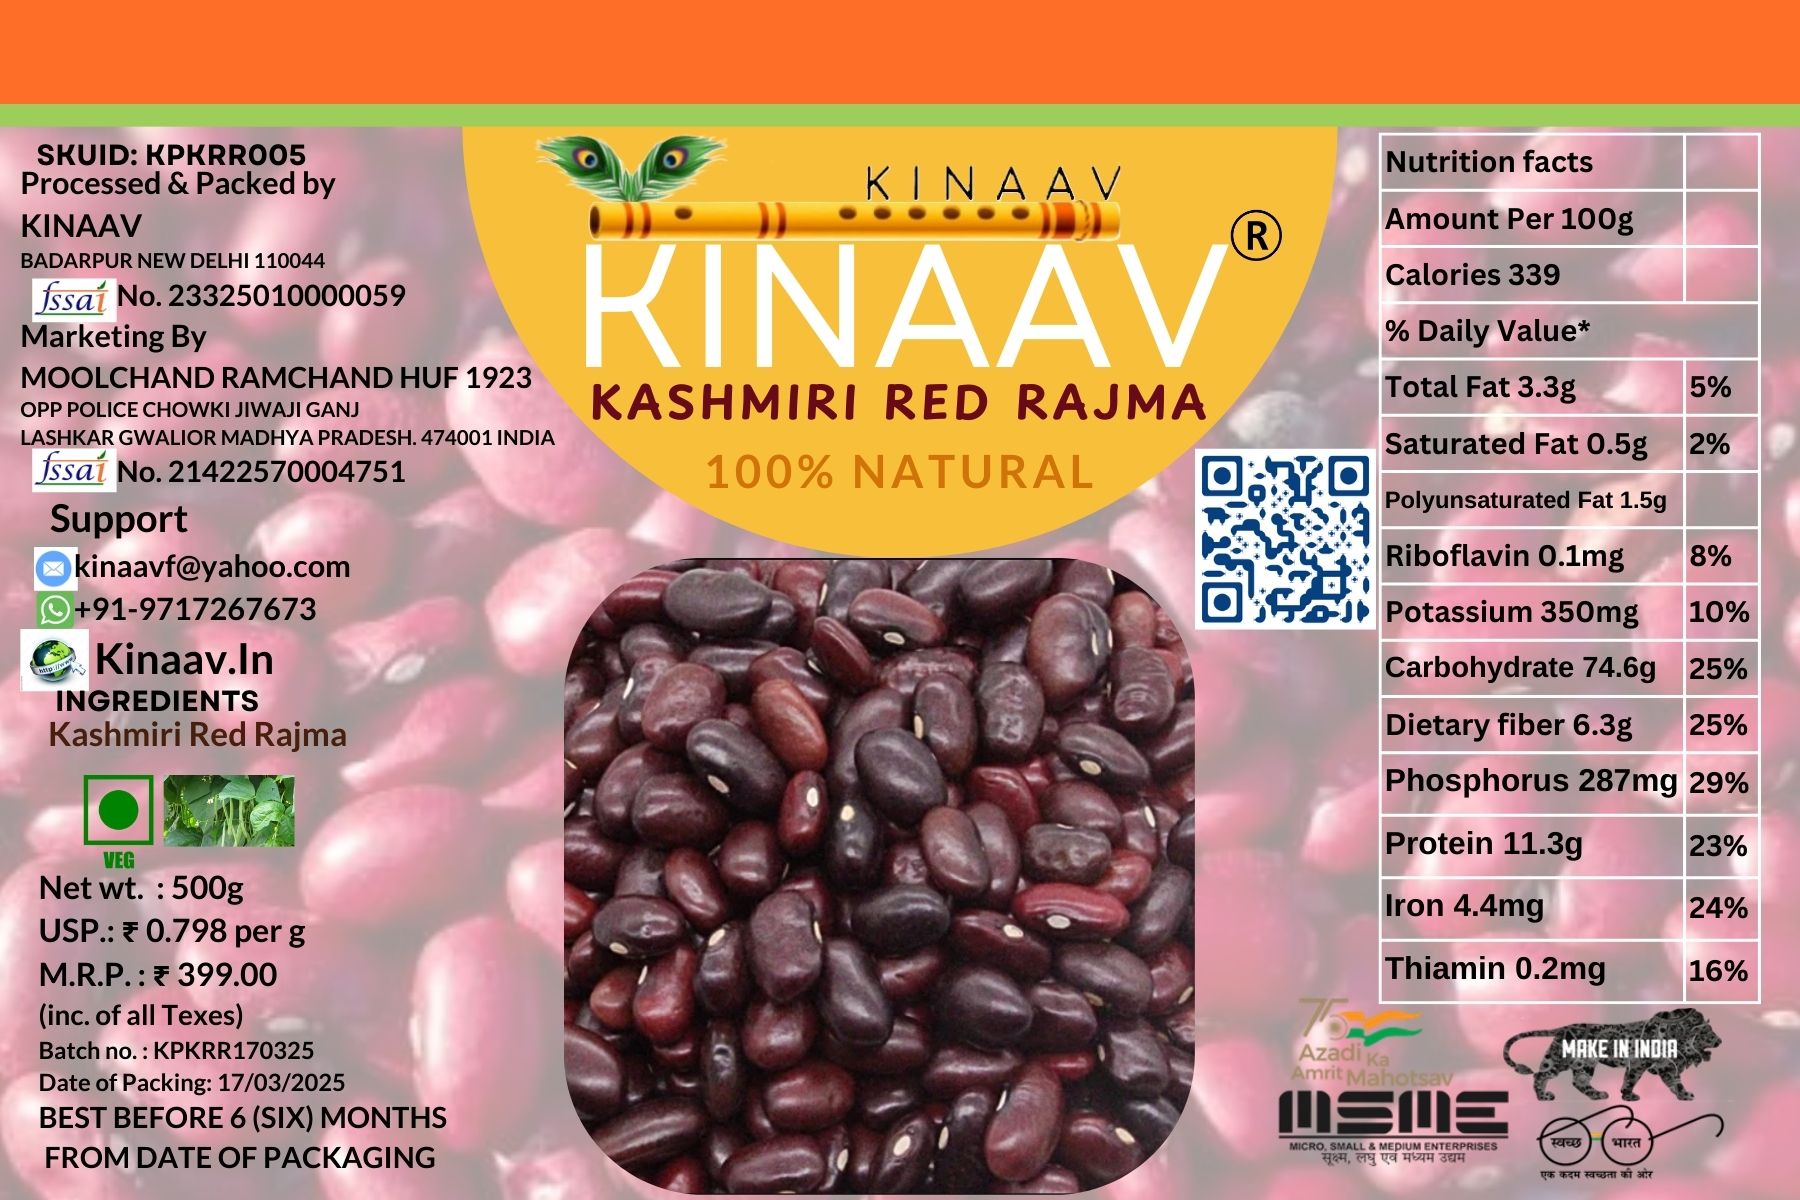 SKUID: KPKRR005
Processed & Packed by
KINAAV
BADARPUR NEW DELHI 110044
fssai No. 23325010000059
Marketing By
MOOLCHAND RAMCHAND HUF 1923
OPP POLICE CHOWKI JIWAJI GANJ
LASHKAR GWALIOR MADHYA PRADESH. 474001 INDIA
fssai No. 21422570004751
Support
kinaavf@yahoo.com
+91-9717267673
http://www
Kinaav.In
INGREDIENTS
Kashmiri Red Rajma
VEG
Net wt. : 500g
USP.: ₹ 0.798 per g
M.R.P. : ₹ 399.00
(inc. of all Texes)
Batch no. : KPKRR170325
Date of Packing: 17/03/2025
BEST BEFORE 6 (SIX) MONTHS
FROM DATE OF PACKAGING
KINAAV
KINAAV®
KASHMIRI RED RAJMA
100% NATURAL
Nutrition facts
Amount Per 100g
Calories 339
% Daily Value*
Total Fat 3.3g 5%
Saturated Fat 0.5g 2%
Polyunsaturated Fat 1.5g
Riboflavin 0.1mg 8%
Potassium 350mg 10%
Carbohydrate 74.6g 25%
Dietary fiber 6.3g 25%
Phosphorus 287mg 29%
Protein 11.3g 23%
Iron 4.4mg 24%
Thiamin 0.2mg 16%
75
Azadi Ka
Amrit Mahotsav
MAKE IN INDIA
MSME
MICRO, SMALL & MEDIUM ENTERPRISES
सूक्ष्म, लघु एवं मध्यम उद्यम
स्वच्छ भारत
एक कदम स्वच्छता की ओर